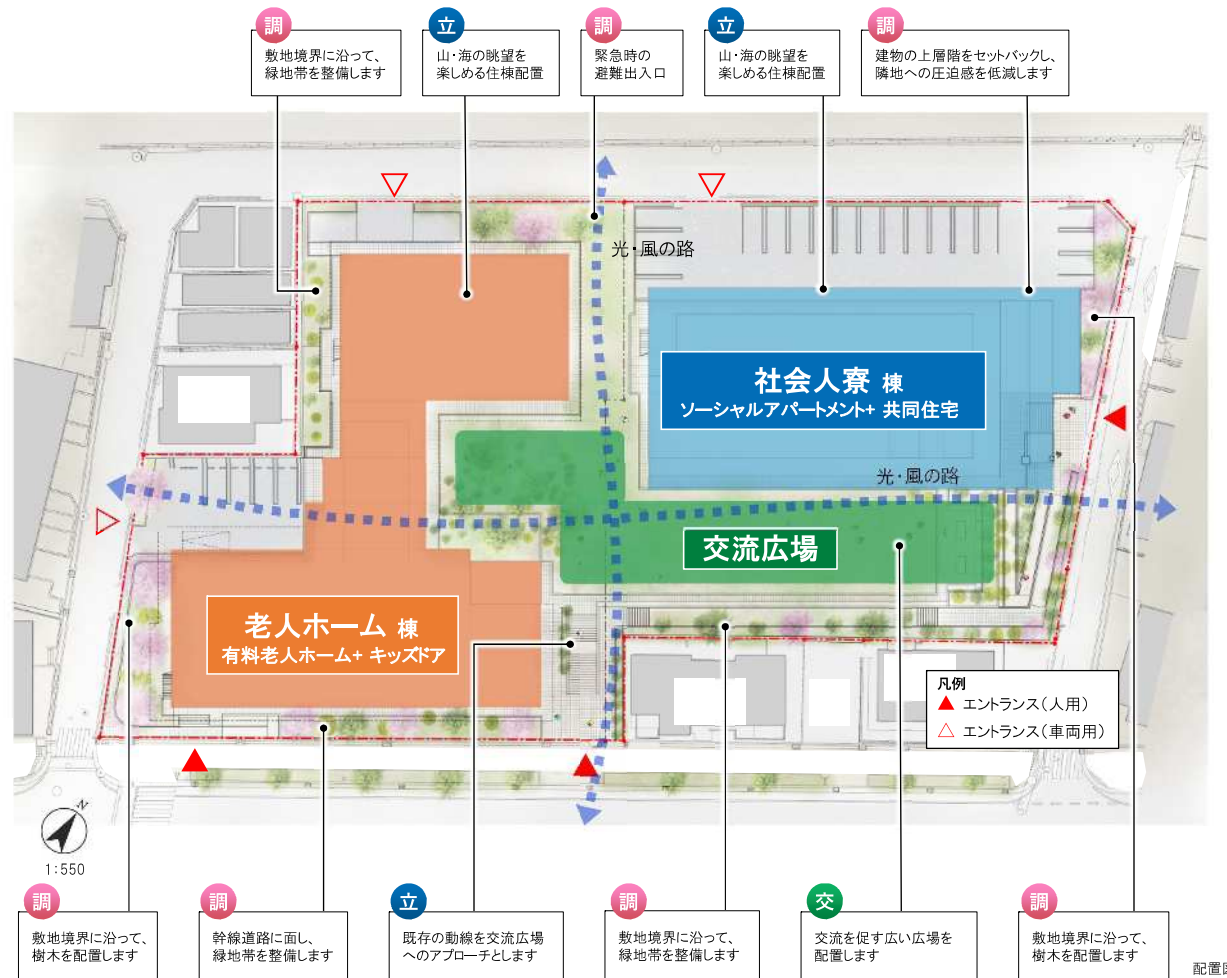 調
敷地境界に沿って、
緑地帯を整備します
立
山・海の眺望を
楽しめる住棟配置
調
緊急時の
避難出入口
立
山・海の眺望を
楽しめる住棟配置
調
建物の上層階をセットバックし、
隣地への圧迫感を低減します
光・風の路
社会人寮 棟
ソーシャルアパートメント+ 共同住宅
光・風の路
交流広場
老人ホーム 棟
有料老人ホーム+ キッズドア
凡例
▲ エントランス(人用)
△ エントランス(車両用)
N
1:550
調
敷地境界に沿って、
樹木を配置します
調
幹線道路に面し、
緑地帯を整備します
立
既存の動線を交流広場
へのアプローチとします
調
敷地境界に沿って、
緑地帯を整備します
交
交流を促す広い広場を
配置します
調
敷地境界に沿って、
樹木を配置します
配置図